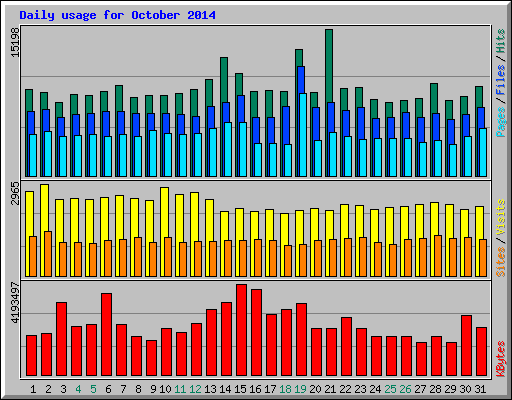 Daily usage for October 2014
15198
2965
4193497
Pages / Files / Hits
Sites / Visits
KBytes
1 2 3 4 5 6 7 8 9 10 11 12 13 14 15 16 17 18 19 20 21 22 23 24 25 26 27 28 29 30 31